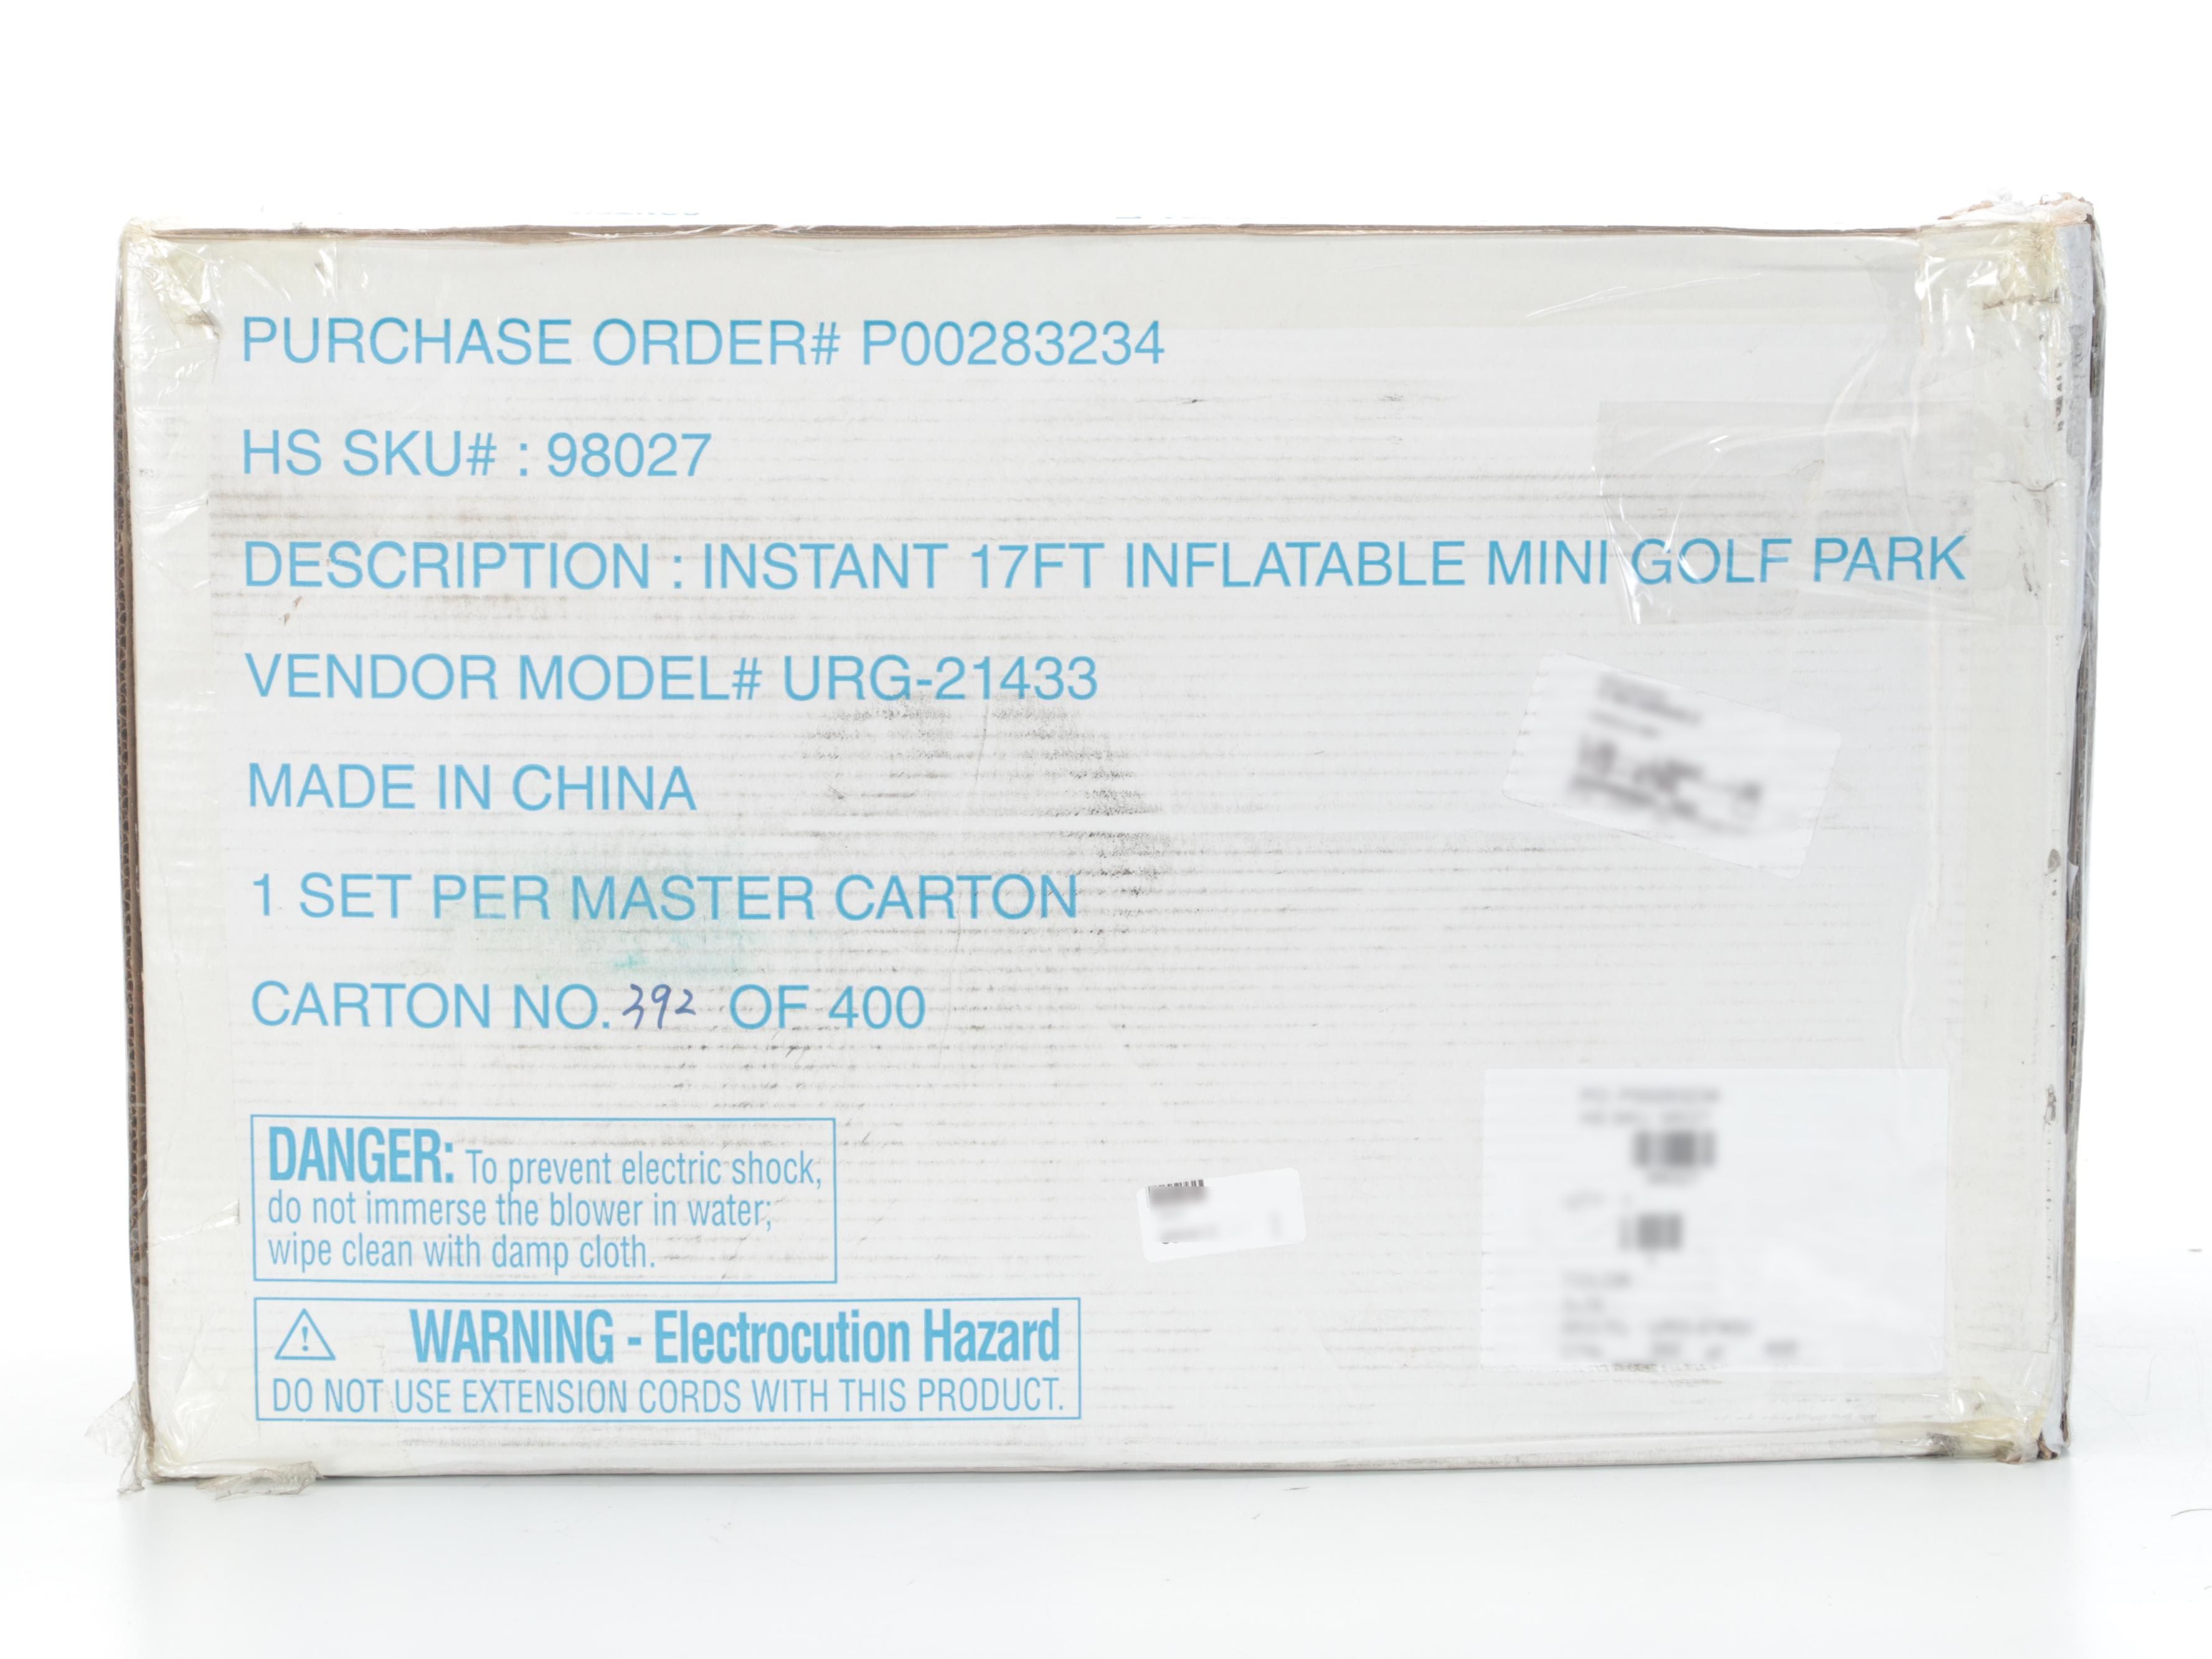 PURCHASE ORDER# P00283234
HS SKU# : 98027
DESCRIPTION : INSTANT 17FT INFLATABLE MINI GOLF PARK
VENDOR MODEL# URG-21433
MADE IN CHINA
1 SET PER MASTER CARTON
CARTON NO. 392 OF 400
DANGER: To prevent electric shock,
do not immerse the blower in water;
wipe clean with damp cloth.
WARNING - Electrocution Hazard
DO NOT USE EXTENSION CORDS WITH THIS PRODUCT.